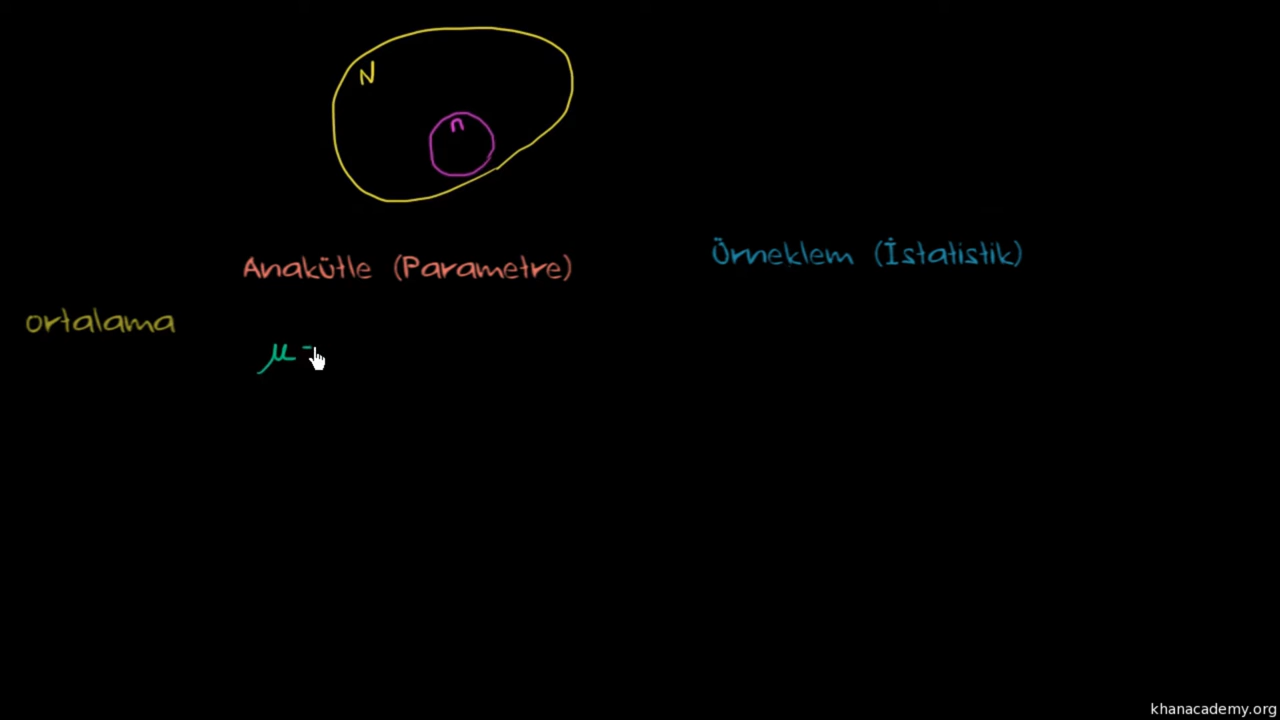 N
n
Anakütle (Parametre)
Örneklem (İstatistik)
ortalama
μ -
khanacademy.org